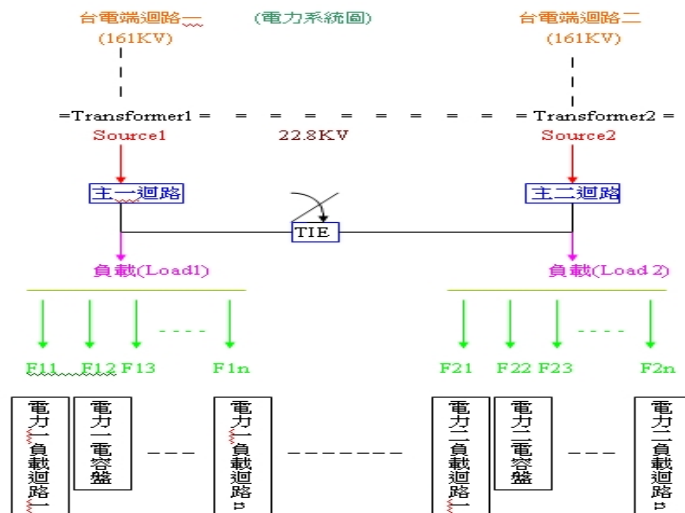 台電端迴路一 (電力系統圖) 台電端迴路二
(161KV) (161KV)
=Transformer1 = = = = = = = = = Transformer2 = =
Source1 22.8KV Source2
主一迴路 主二迴路
TIE
負載(Load1) 負載(Load 2)
F11 F12 F13 F1n F21 F22 F23 F2n
電力一負載迴路一
電力一電容盤
電力一負載迴路n
電力二負載迴路一
電力二電容盤
電力二負載迴路n